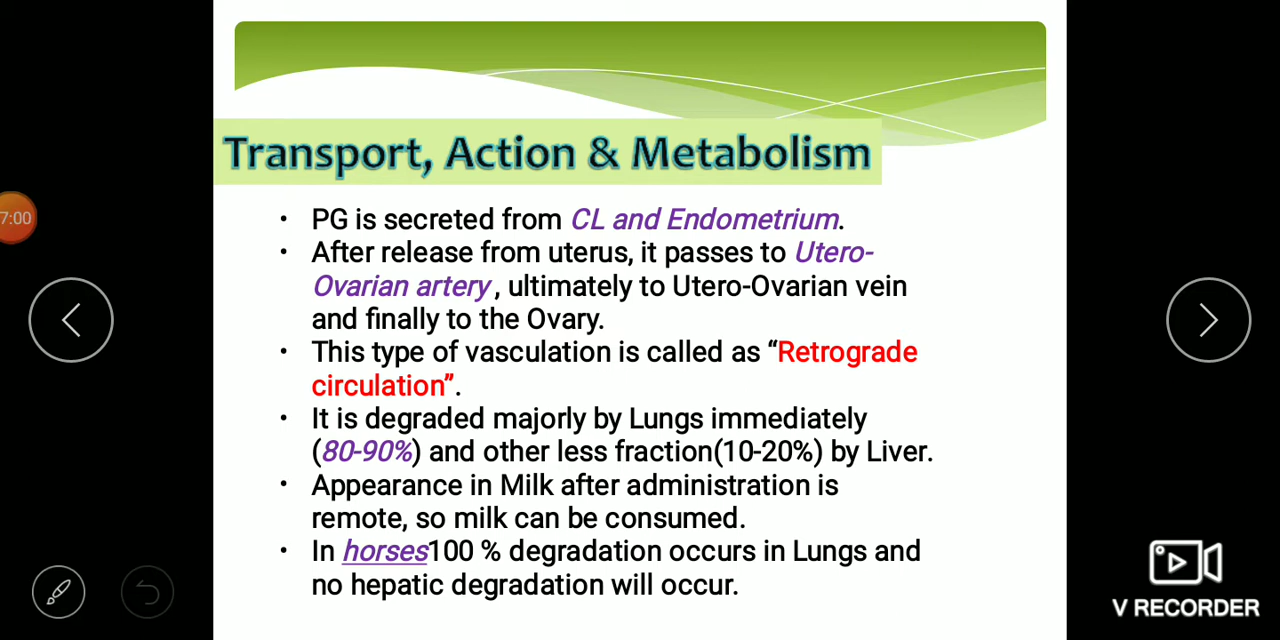 Transport, Action & Metabolism
7:00
• PG is secreted from CL and Endometrium.
• After release from uterus, it passes to Utero-
Ovarian artery , ultimately to Utero-Ovarian vein
and finally to the Ovary.
• This type of vasculation is called as “Retrograde
circulation”.
• It is degraded majorly by Lungs immediately
(80-90%) and other less fraction(10-20%) by Liver.
• Appearance in Milk after administration is
remote, so milk can be consumed.
• In horses100 % degradation occurs in Lungs and
no hepatic degradation will occur.
V RECORDER